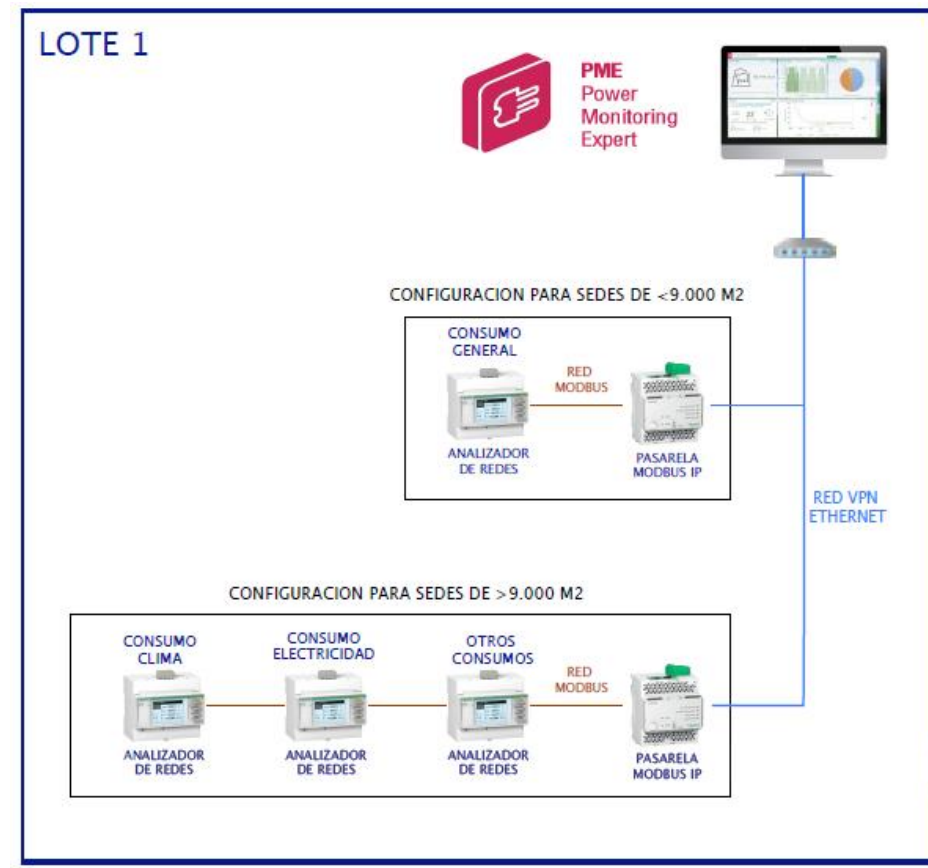 LOTE 1
PME
Power
Monitoring
Expert
CONFIGURACION PARA SEDES DE <9.000 M2
CONSUMO
GENERAL
RED
MODBUS
ANALIZADOR
DE REDES
PASARELA
MODBUS IP
RED VPN
ETHERNET
CONFIGURACION PARA SEDES DE >9.000 M2
CONSUMO
CLIMA
CONSUMO
ELECTRICIDAD
OTROS
CONSUMOS
RED
MODBUS
ANALIZADOR
DE REDES
ANALIZADOR
DE REDES
ANALIZADOR
DE REDES
PASARELA
MODBUS IP